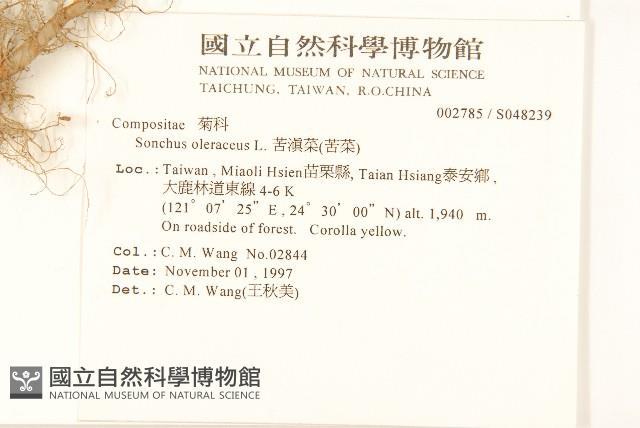 國立自然科學博物館
NATIONAL MUSEUM OF NATURAL SCIENCE
TAICHUNG, TAIWAN, R.O.CHINA
002785 / S048239
Compositae 菊科
Sonchus oleraceus L. 苦滇菜(苦菜)
Loc.: Taiwan , Miaoli Hsien苗栗縣, Taian Hsiang泰安鄉 ,
大鹿林道東線 4-6 K
(121° 07' 25” E , 24° 30' 00” N) alt. 1,940 m.
On roadside of forest. Corolla yellow.
Col.: C. M. Wang No.02844
Date: November 01 , 1997
Det.: C. M. Wang(王秋美)
國立自然科學博物館
NATIONAL MUSEUM OF NATURAL SCIENCE